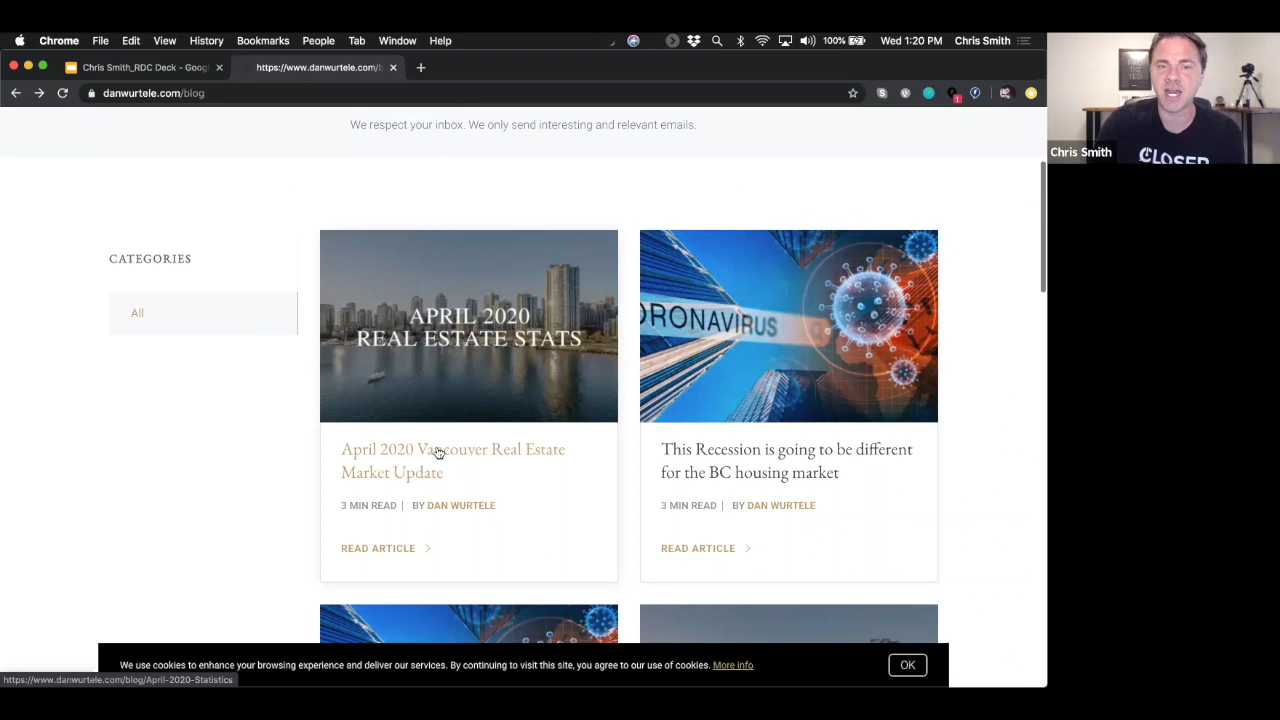 Chrome File Edit View History Bookmarks People Tab Window Help 100% Wed 1:20 PM Chris Smith
Chris Smith_RDC Deck - Goog
https://www.danwurtele.com/b
danwurtele.com/blog
1
We respect your inbox. We only send interesting and relevant emails.
CATEGORIES
All
APRIL 2020
REAL ESTATE STATS
April 2020 Vancouver Real Estate
Market Update
3 MIN READ | BY DAN WURTELE
READ ARTICLE
ORONAVIRUS
This Recession is going to be different
for the BC housing market
3 MIN READ | BY DAN WURTELE
READ ARTICLE
We use cookies to enhance your browsing experience and deliver our services. By continuing to visit this site, you agree to our use of cookies. More info
OK
https://www.danwurtele.com/blog/April-2020-Statistics
Chris Smith
CLOSER